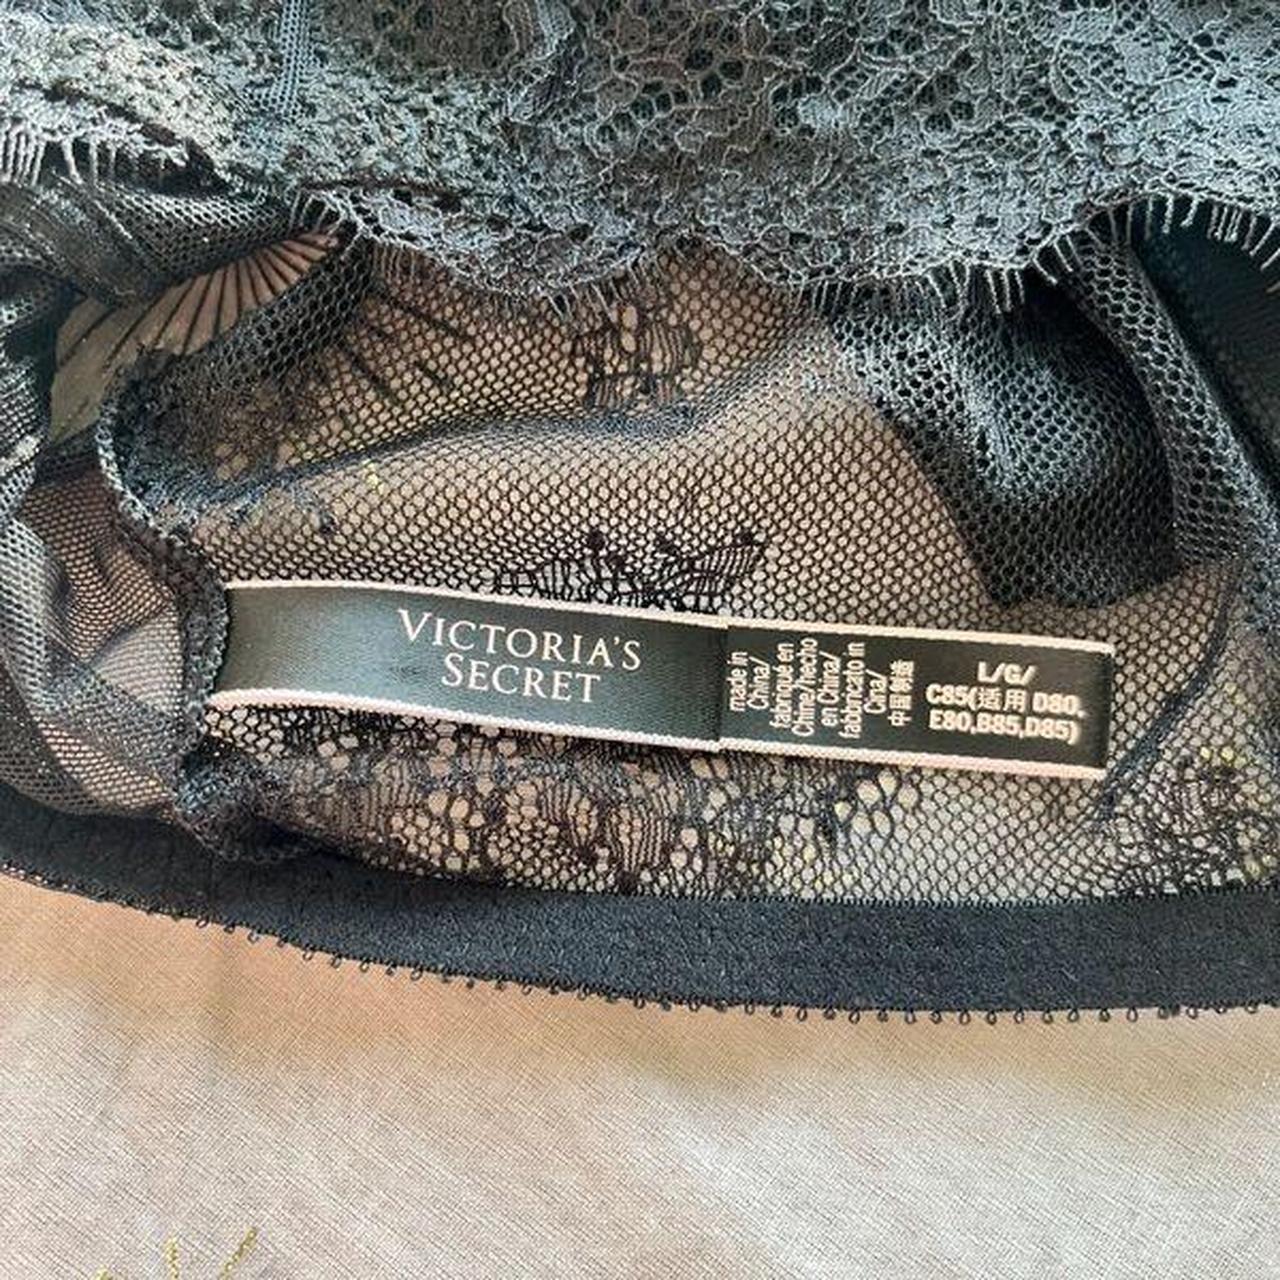 VICTORIA'S
SECRET
made in
China/
fabriqué en
Chine/hecho
en China/
fabbricato in
Cina/
中国制造
L/G/
C85(适用 D80,
E80,B85,D85)